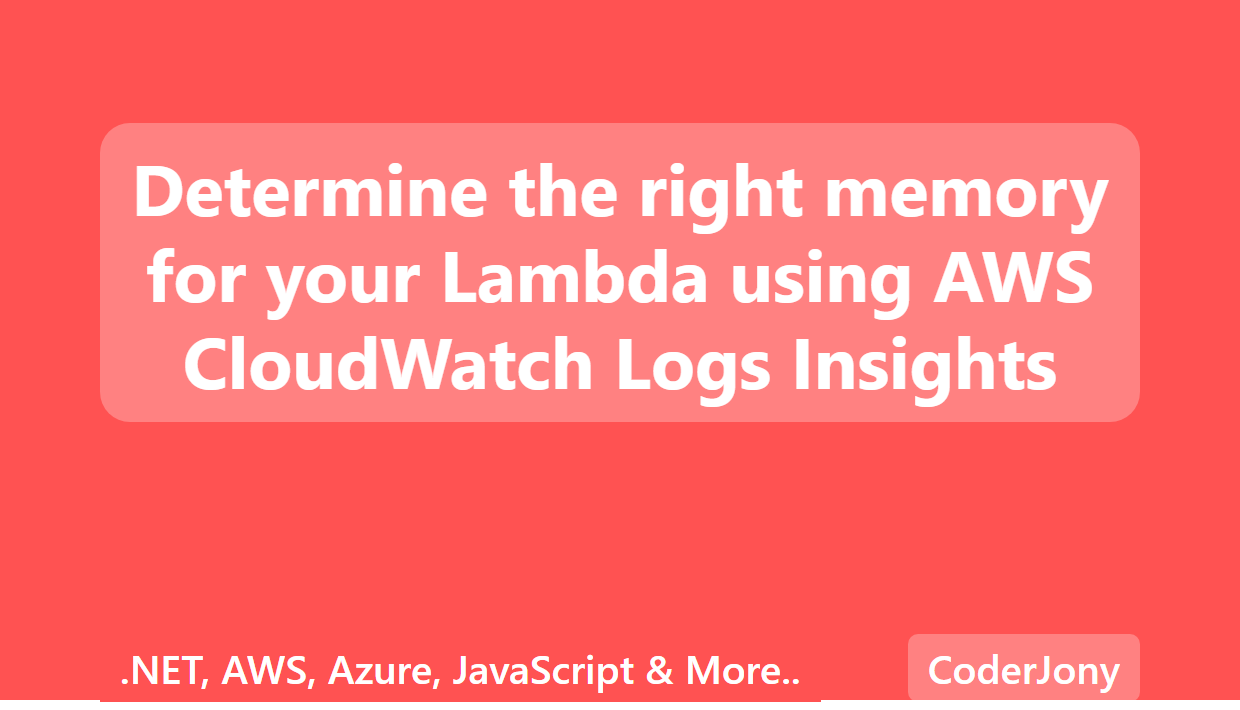 Determine the right memory
for your Lambda using AWS
CloudWatch Logs Insights
.NET, AWS, Azure, JavaScript & More..
CoderJony